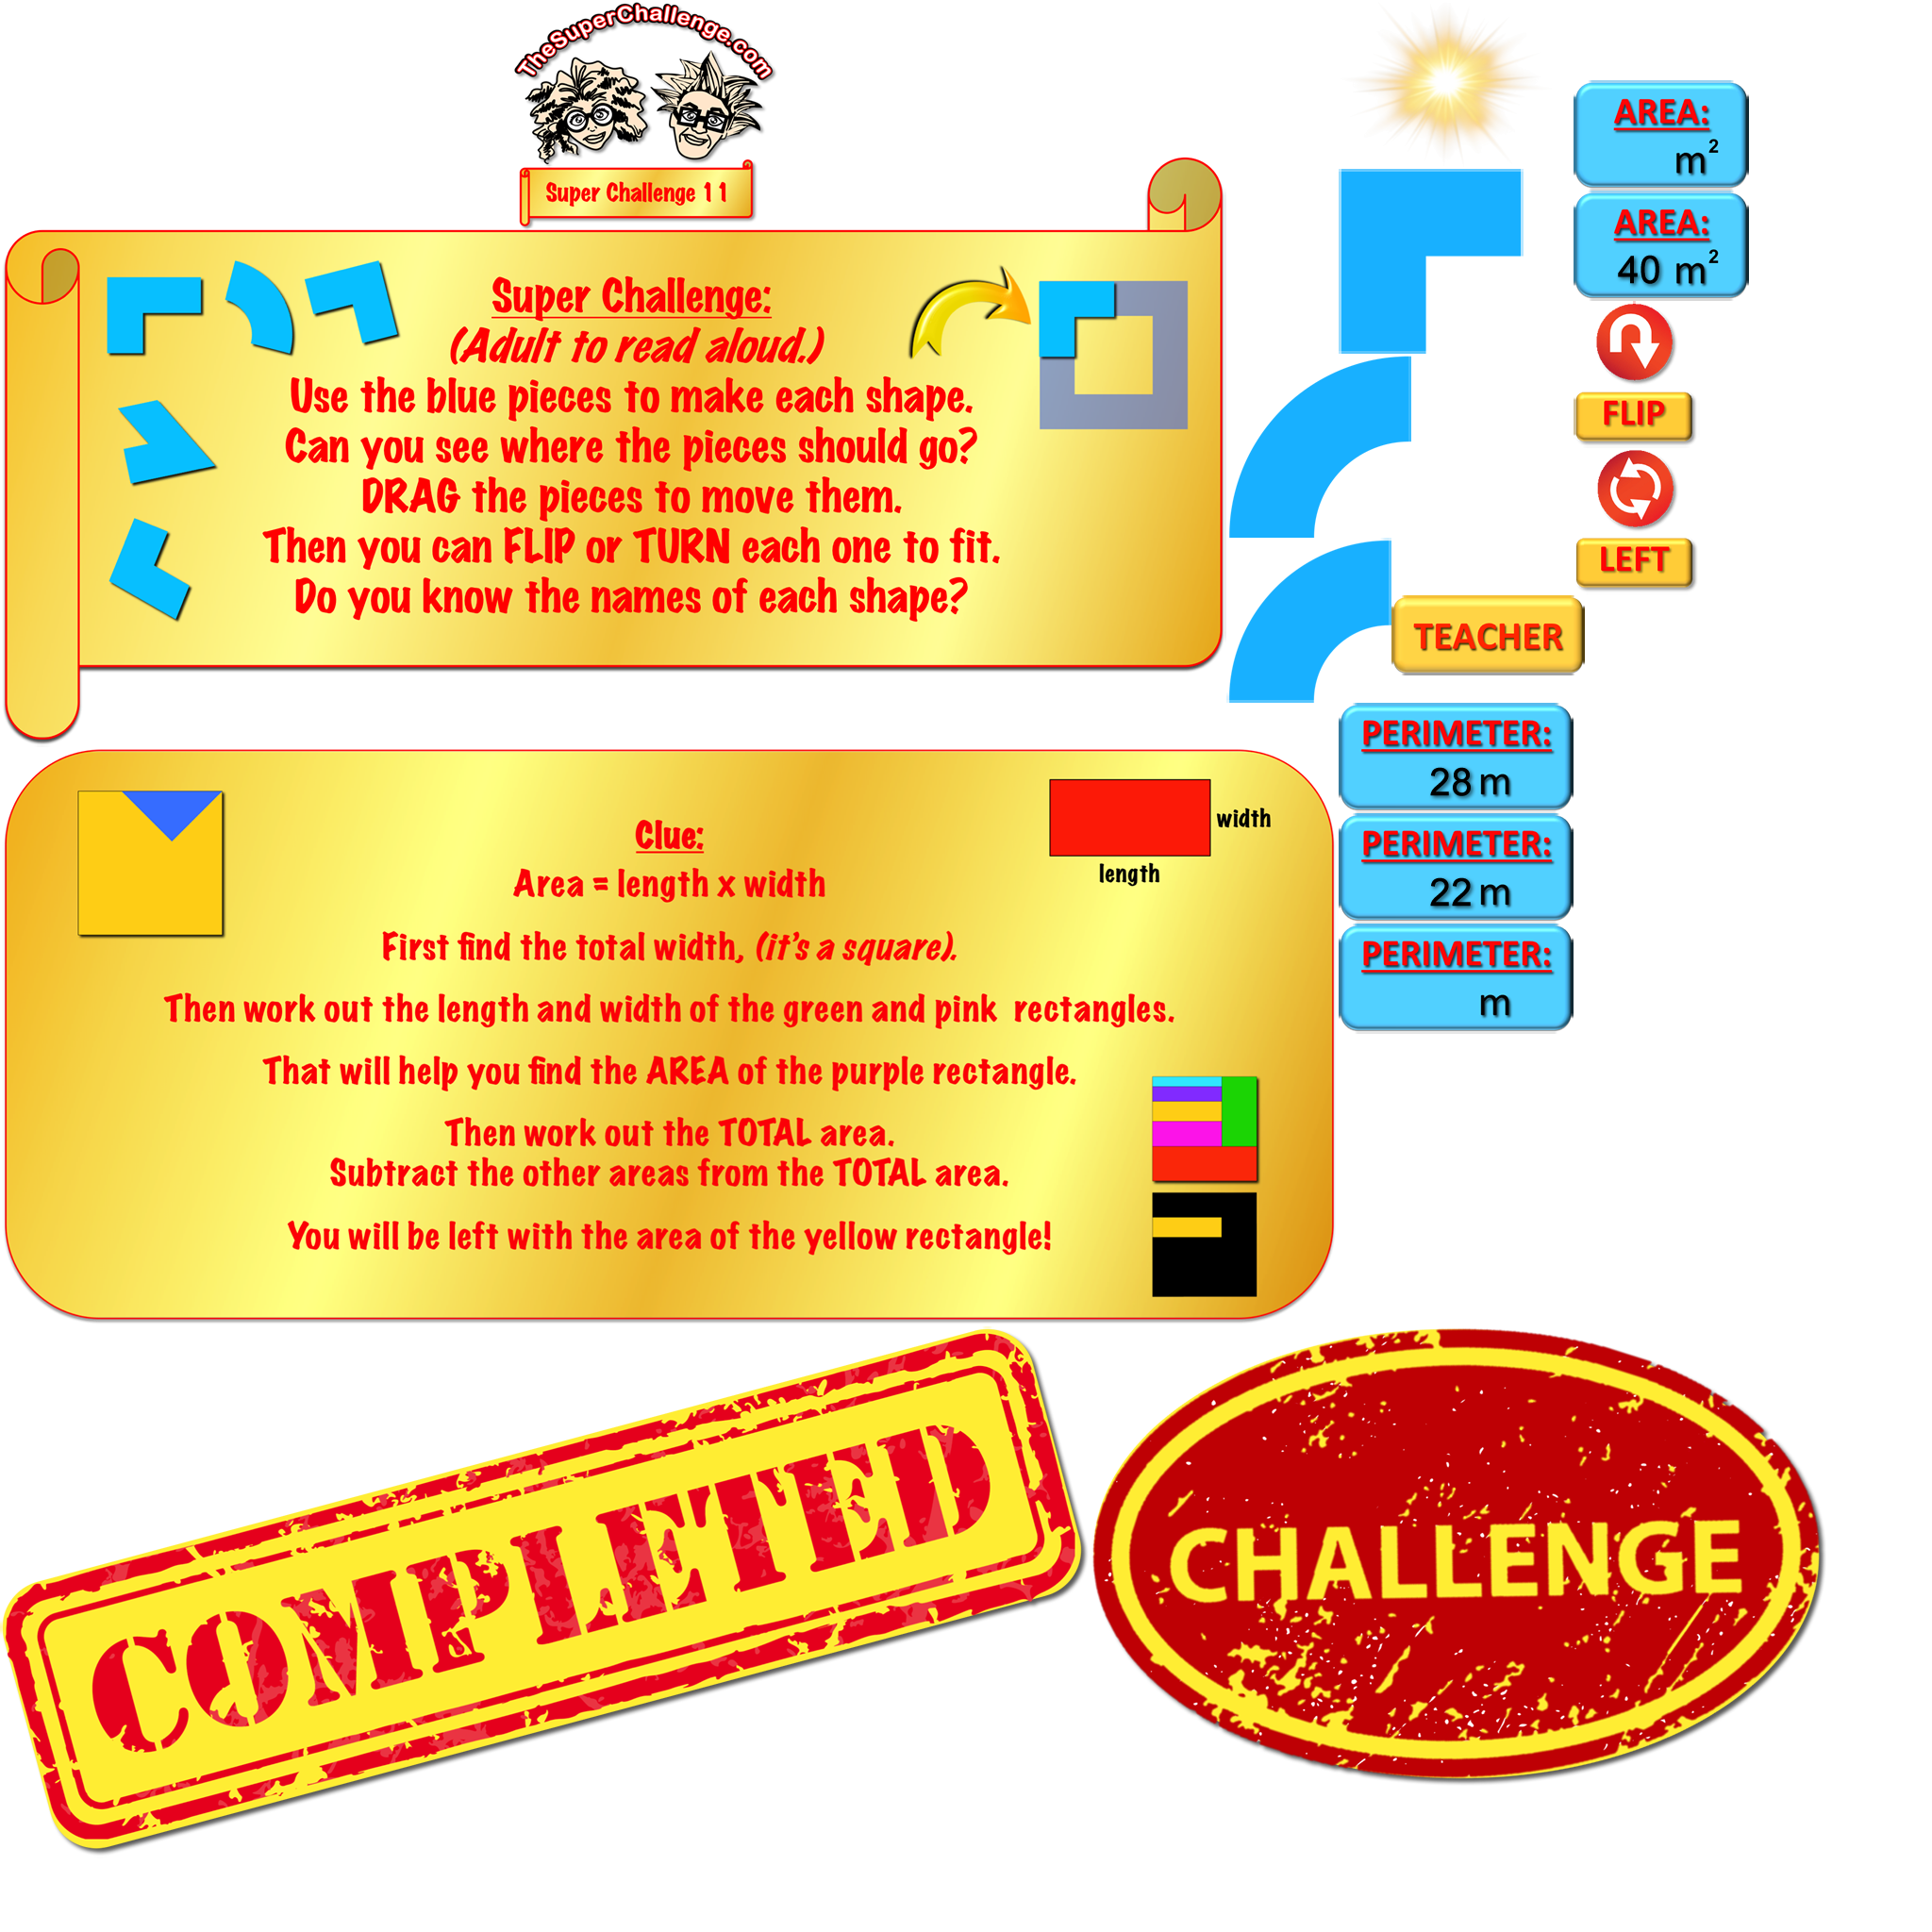 TheSuperChallenge.com
Super Challenge 11
Super Challenge:
(Adult to read aloud.)
Use the blue pieces to make each shape.
Can you see where the pieces should go?
DRAG the pieces to move them.
Then you can FLIP or TURN each one to fit.
Do you know the names of each shape?
AREA:
m²
AREA:
40 m²
FLIP
LEFT
TEACHER
PERIMETER:
28 m
PERIMETER:
22 m
PERIMETER:
m
width
length
Clue:
Area = length x width
First find the total width, (it's a square).
Then work out the length and width of the green and pink rectangles.
That will help you find the AREA of the purple rectangle.
Then work out the TOTAL area.
Subtract the other areas from the TOTAL area.
You will be left with the area of the yellow rectangle!
COMPLETED
CHALLENGE